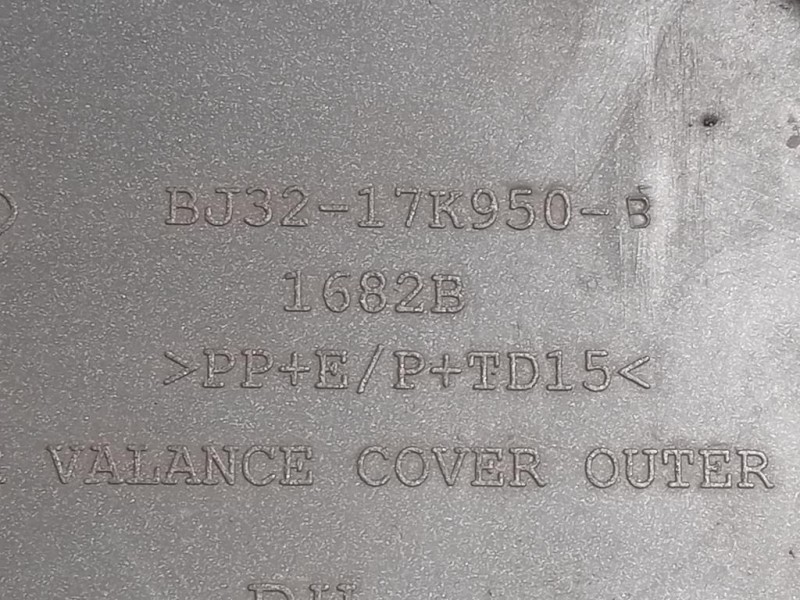 BJ32-17K950-B
1682B
>PP+E/P+TD15<
VALANCE COVER OUTER